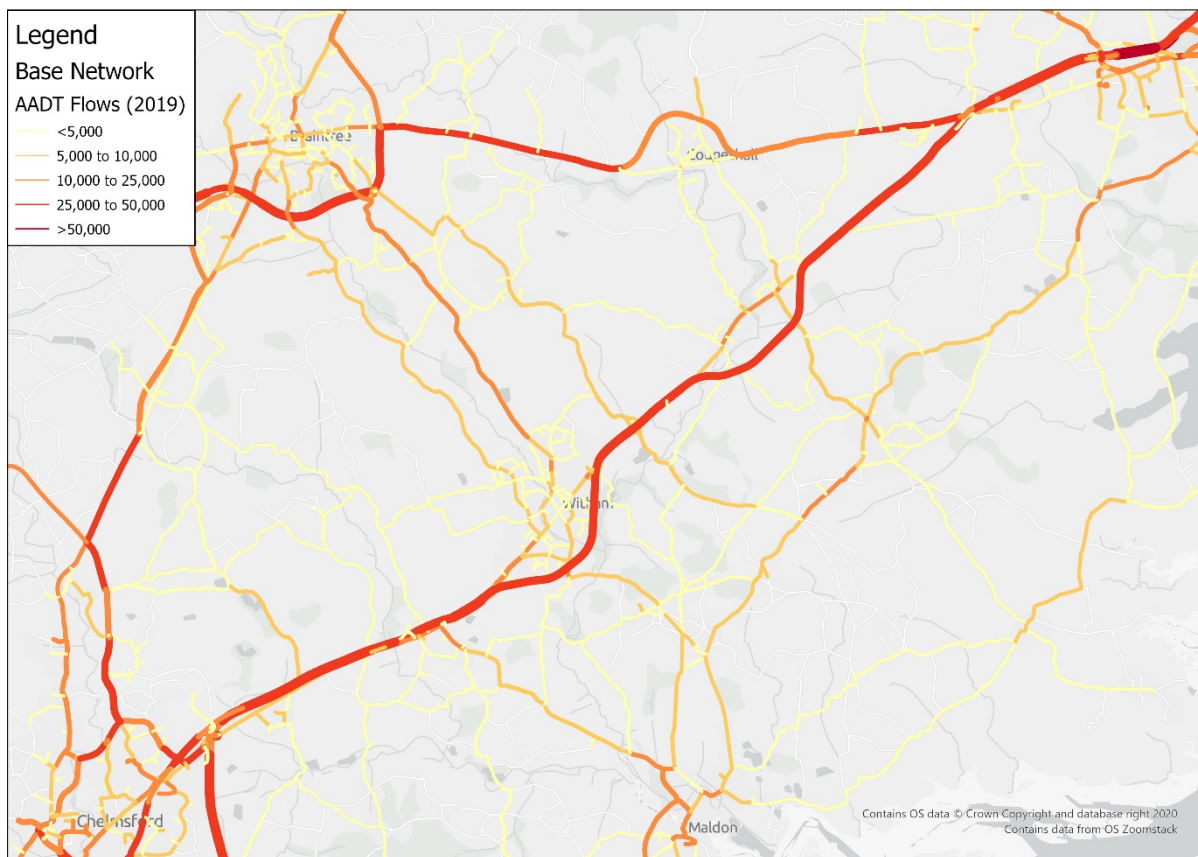 Legend
Base Network
AADT Flows (2019)
<5,000
5,000 to 10,000
10,000 to 25,000
25,000 to 50,000
>50,000
Braintree
Coggeshall
Witham
Chelmsford
Maldon
Contains OS data © Crown Copyright and database right 2020
Contains data from OS Zoomstack